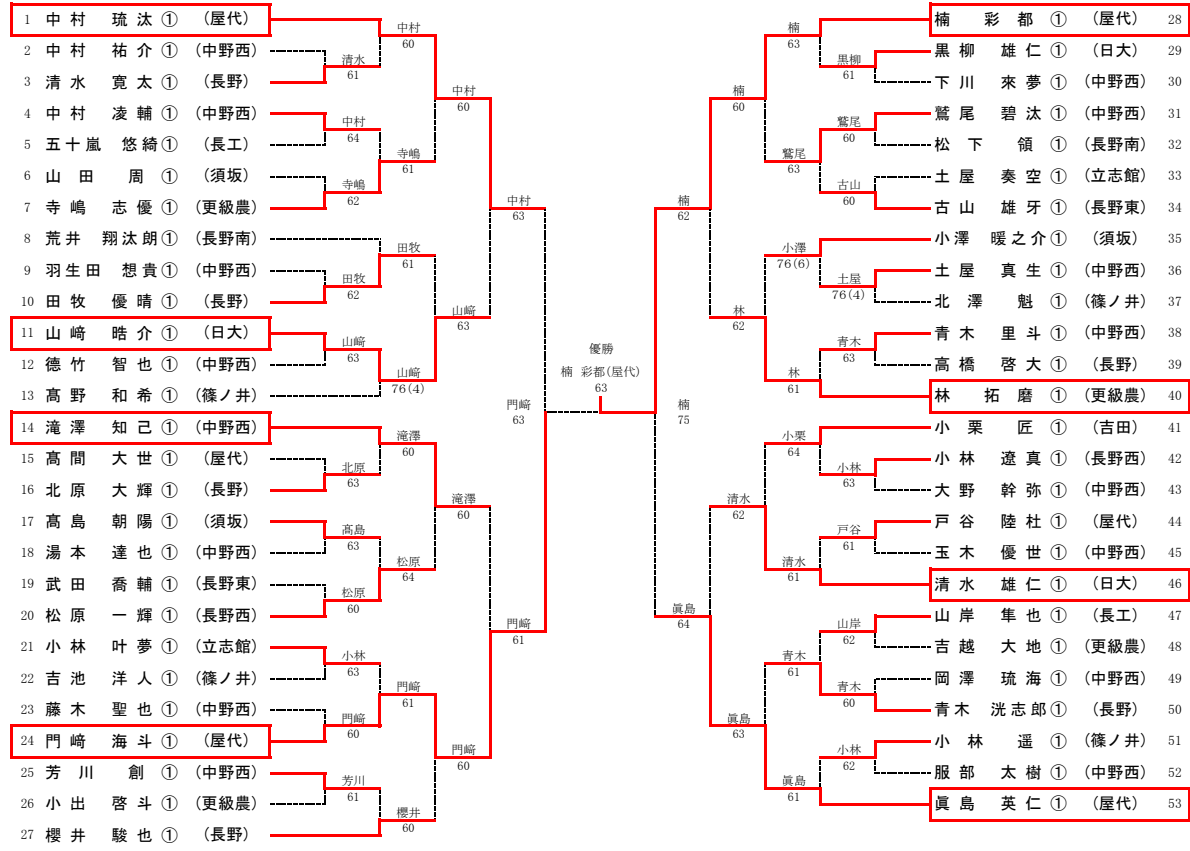 1 中村 琉汰① (屋代)
2 中村 祐介① (中野西)
3 清水 寛太① (長野)
4 中村 凌輔① (中野西)
5 五十嵐 悠綺① (長工)
6 山田 周① (須坂)
7 寺嶋 志優① (更級農)
8 荒井 翔汰朗① (長野南)
9 羽生田 想貴① (中野西)
10 田牧 優晴① (長野)
11 山﨑 晧介① (日大)
12 德竹 智也① (中野西)
13 髙野 和希① (篠ノ井)
14 滝澤 知己① (中野西)
15 髙間 大世① (屋代)
16 北原 大輝① (長野)
17 髙島 朝陽① (須坂)
18 湯本 達也① (中野西)
19 武田 喬輔① (長野東)
20 松原 一輝① (長野西)
21 小林 叶夢① (立志館)
22 吉池 洋人① (篠ノ井)
23 藤木 聖也① (中野西)
24 門﨑 海斗① (屋代)
25 芳川 創① (中野西)
26 小出 啓斗① (更級農)
27 櫻井 駿也① (長野)
清水
61
中村
64
寺嶋
62
田牧
62
山﨑
63
北原
63
髙島
63
松原
60
小林
63
門﨑
60
芳川
61
中村
60
寺嶋
61
田牧
61
山﨑
76(4)
滝澤
60
松原
64
門﨑
61
櫻井
60
中村
60
山﨑
63
滝澤
60
門﨑
60
中村
63
門﨑
61
門﨑
63
優勝
楠 彩都(屋代)
63
楠
75
楠
62
眞島
64
楠
60
林
62
清水
62
眞島
63
楠
63
鷲尾
63
小澤
76(6)
林
61
小栗
64
清水
61
青木
61
眞島
61
黒柳
61
鷲尾
60
古山
60
土屋
76(4)
青木
63
小林
63
戸谷
61
山岸
62
青木
60
小林
62
楠 彩都① (屋代) 28
黒柳 雄仁① (日大) 29
下川 來夢① (中野西) 30
鷲尾 碧汰① (中野西) 31
松下 領① (長野南) 32
土屋 奏空① (立志館) 33
古山 雄牙① (長野東) 34
小澤 暖之介① (須坂) 35
土屋 真生① (中野西) 36
北澤 魁① (篠ノ井) 37
青木 里斗① (中野西) 38
高橋 啓大① (長野) 39
林 拓磨① (更級農) 40
小栗 匠① (吉田) 41
小林 遼真① (長野西) 42
大野 幹弥① (中野西) 43
戸谷 陸杜① (屋代) 44
玉木 優世① (中野西) 45
清水 雄仁① (日大) 46
山岸 隼也① (長工) 47
吉越 大地① (更級農) 48
岡澤 琉海① (中野西) 49
青木 洸志郎① (長野) 50
小林 遥① (篠ノ井) 51
服部 太樹① (中野西) 52
眞島 英仁① (屋代) 53